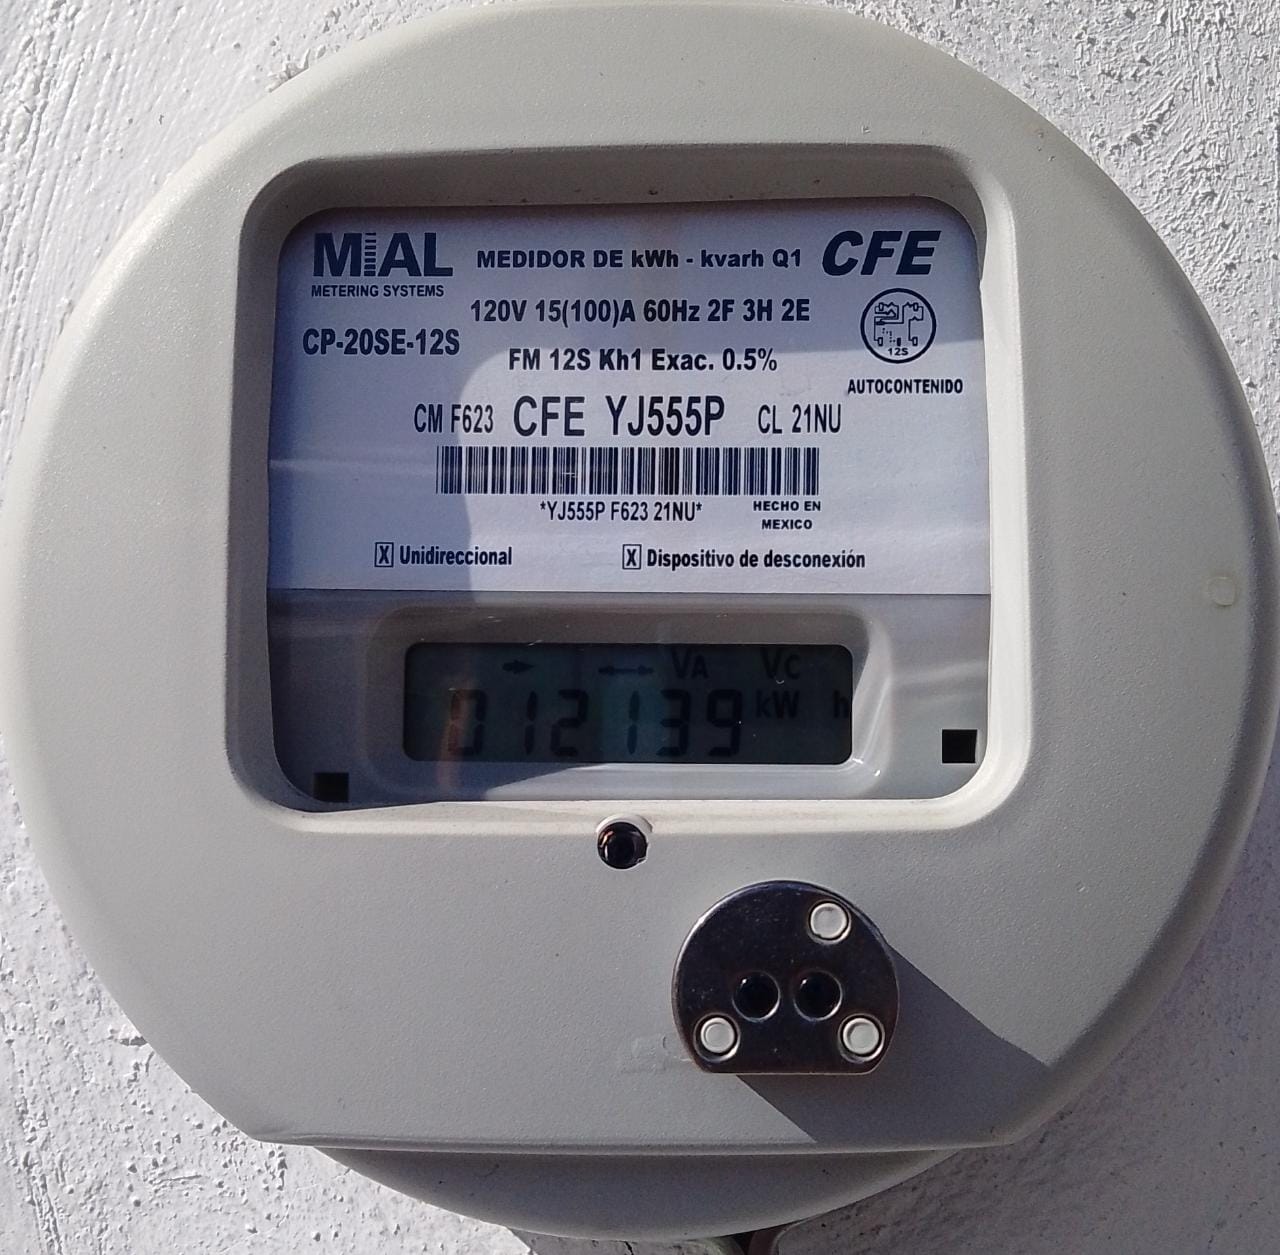 MIAL
METERING SYSTEMS
MEDIDOR DE kWh - kvarh Q1
CFE
120V 15(100)A 60Hz 2F 3H 2E
CP-20SE-12S
12S
FM 12S Kh1 Exac. 0.5%
AUTOCONTENIDO
CM F623 CFE YJ555P CL 21NU
*YJ555P F623 21NU*
HECHO EN
MEXICO
X Unidireccional
X Dispositivo de desconexión
VA VC
012139 kW h